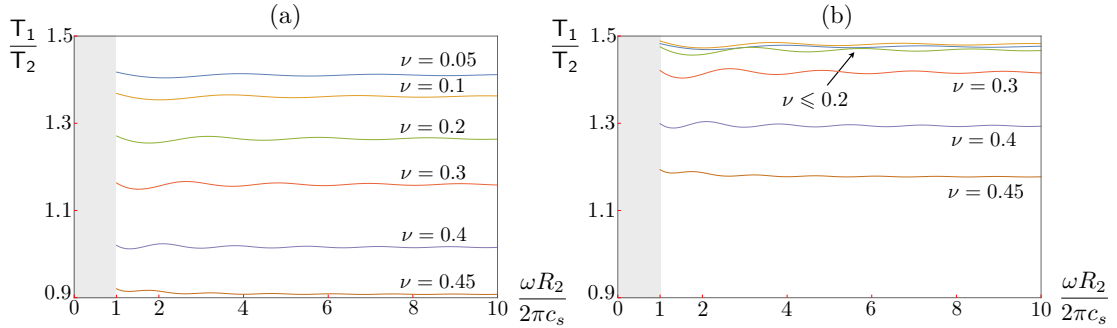 (a)
T₁/T₂
1.5
1.3
1.1
0.9
ν = 0.05
ν = 0.1
ν = 0.2
ν = 0.3
ν = 0.4
ν = 0.45
0 1 2 4 6 8 10
ωR₂/2πcₛ
(b)
T₁/T₂
1.5
1.3
1.1
0.9
ν ⩽ 0.2
ν = 0.3
ν = 0.4
ν = 0.45
0 1 2 4 6 8 10
ωR₂/2πcₛ